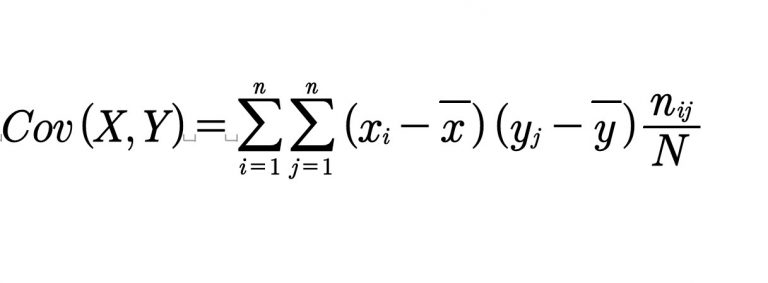 Cov(X,Y) = \sum_{i=1}^{n} \sum_{j=1}^{n} (x_i - \overline{x})(y_j - \overline{y}) \frac{n_{ij}}{N}